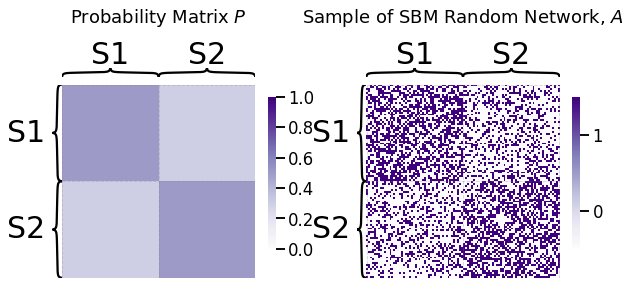 Probability Matrix P
S1 S2
S1
S2
1.0
0.8
0.6
0.4
0.2
0.0
Sample of SBM Random Network, A
S1 S2
S1
S2
1
0